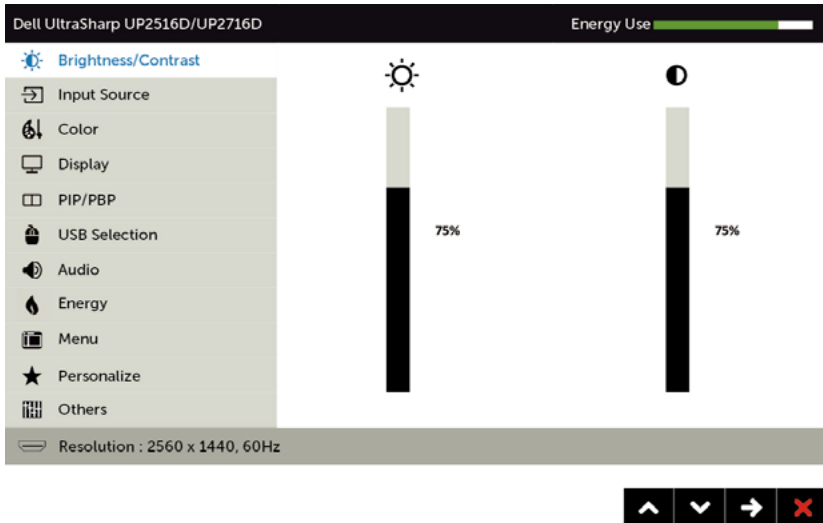 Dell UltraSharp UP2516D/UP2716D
Energy Use
Brightness/Contrast
Input Source
Color
Display
PIP/PBP
USB Selection
Audio
Energy
Menu
Personalize
Others
75%
75%
Resolution : 2560 x 1440, 60Hz